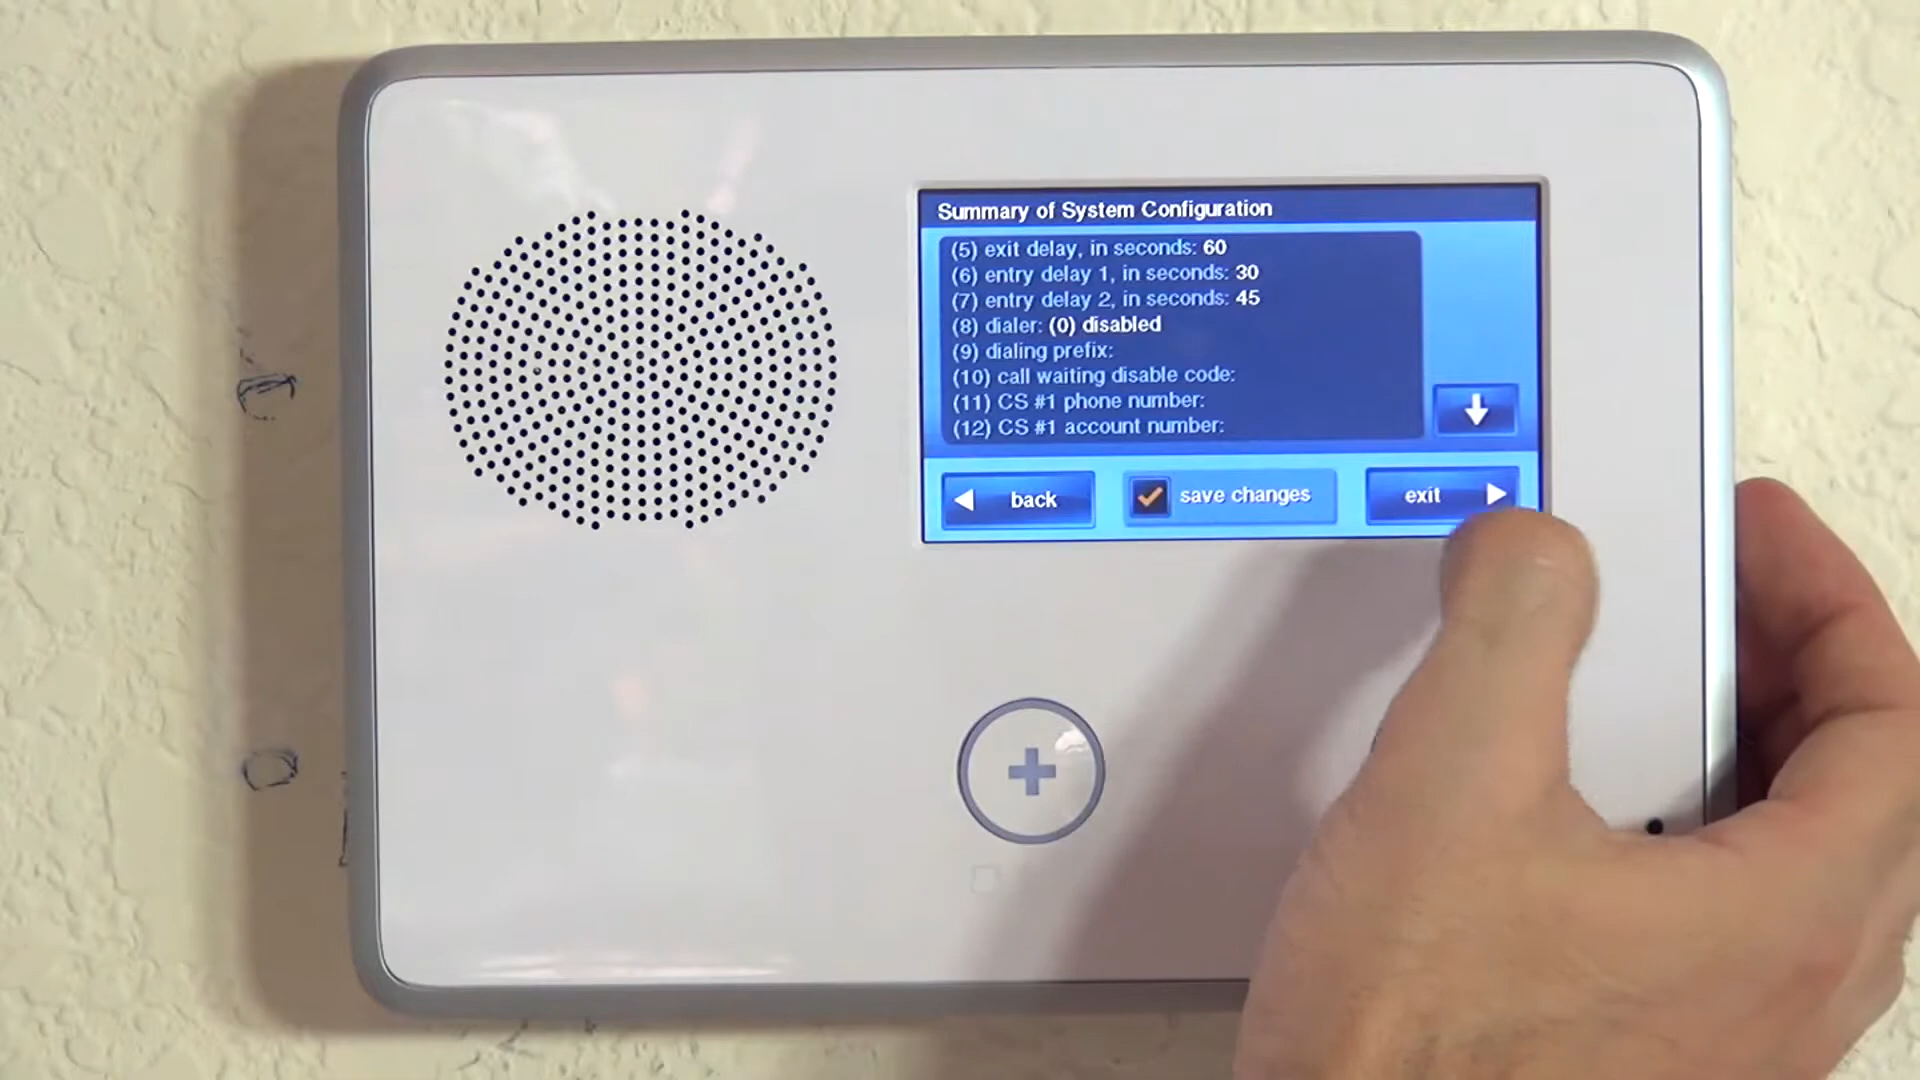 Summary of System Configuration
(5) exit delay, in seconds: 60
(6) entry delay 1, in seconds: 30
(7) entry delay 2, in seconds: 45
(8) dialer: (0) disabled
(9) dialing prefix:
(10) call waiting disable code:
(11) CS #1 phone number:
(12) CS #1 account number:
back
save changes
exit